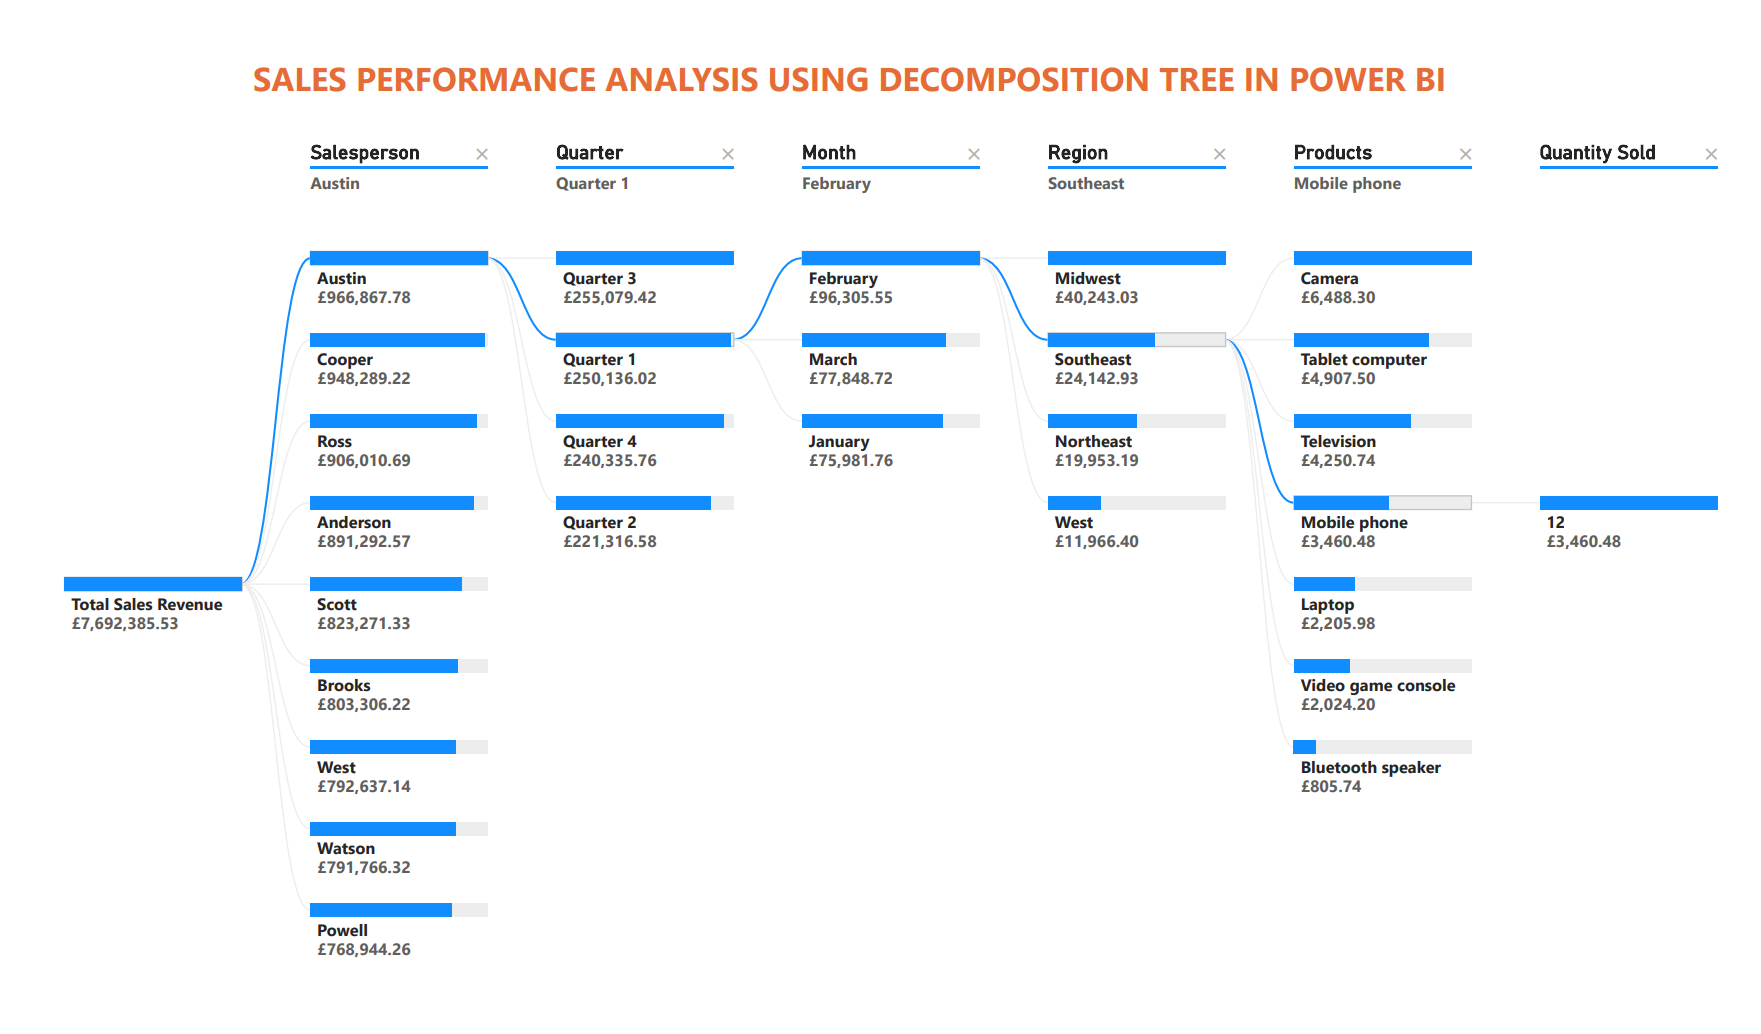 SALES PERFORMANCE ANALYSIS USING DECOMPOSITION TREE IN POWER BI
Salesperson
Austin
Quarter
Quarter 1
Month
February
Region
Southeast
Products
Mobile phone
Quantity Sold
Total Sales Revenue
£7,692,385.53
Austin
£966,867.78
Cooper
£948,289.22
Ross
£906,010.69
Anderson
£891,292.57
Scott
£823,271.33
Brooks
£803,306.22
West
£792,637.14
Watson
£791,766.32
Powell
£768,944.26
Quarter 3
£255,079.42
Quarter 1
£250,136.02
Quarter 4
£240,335.76
Quarter 2
£221,316.58
February
£96,305.55
March
£77,848.72
January
£75,981.76
Midwest
£40,243.03
Southeast
£24,142.93
Northeast
£19,953.19
West
£11,966.40
Camera
£6,488.30
Tablet computer
£4,907.50
Television
£4,250.74
Mobile phone
£3,460.48
Laptop
£2,205.98
Video game console
£2,024.20
Bluetooth speaker
£805.74
12
£3,460.48